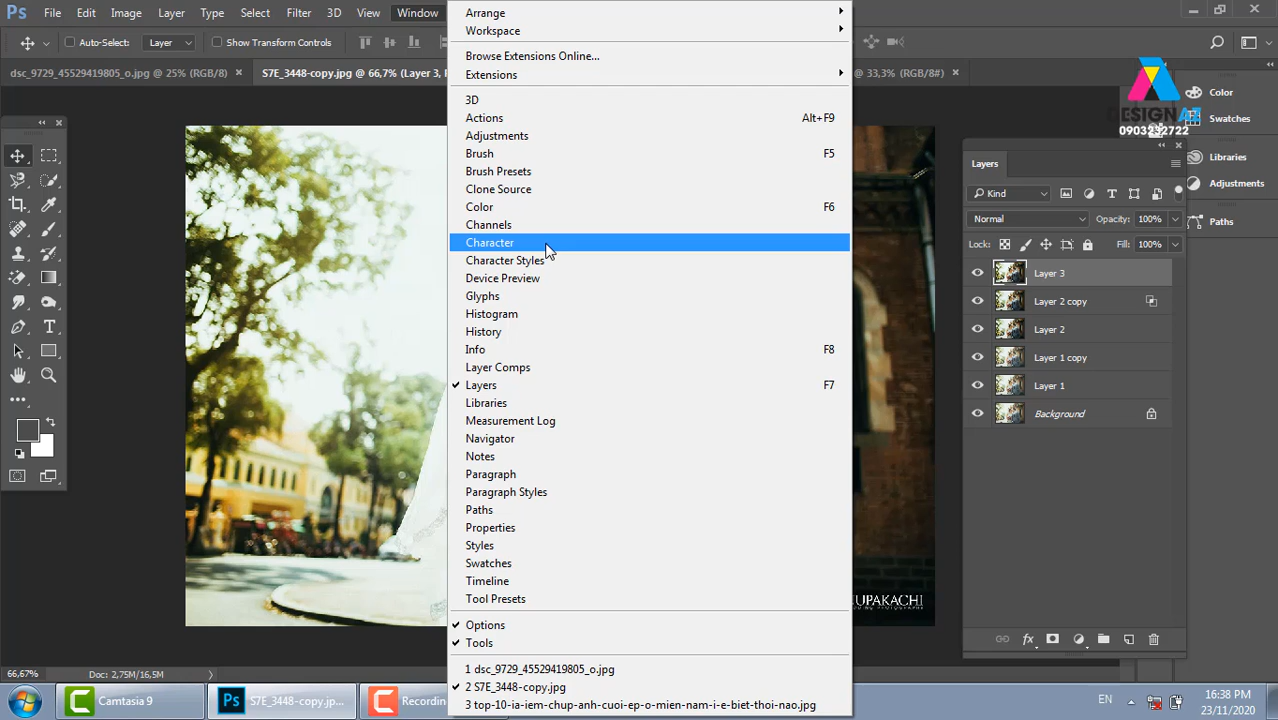 Ps File Edit Image Layer Type Select Filter 3D View Window
Auto-Select: Layer Show Transform Controls
dsc_9729_45529419805_o.jpg @ 25% (RGB/8) × S7E_3448-copy.jpg @ 66,7% (Layer 3, @ 33,3% (RGB/8#) ×
Arrange
Workspace
Browse Extensions Online...
Extensions
3D
Actions Alt+F9
Adjustments
Brush F5
Brush Presets
Clone Source
Color F6
Channels
Character
Character Styles
Device Preview
Glyphs
Histogram
History
Info F8
Layer Comps
Layers F7
Libraries
Measurement Log
Navigator
Notes
Paragraph
Paragraph Styles
Paths
Properties
Styles
Swatches
Timeline
Tool Presets
Options
Tools
1 dsc_9729_45529419805_o.jpg
2 S7E_3448-copy.jpg
3 top-10-ia-iem-chup-anh-cuoi-ep-o-mien-nam-i-e-biet-thoi-nao.jpg
DESIGNAZ
0903232722
Color
Swatches
Libraries
Adjustments
Paths
Layers
Kind
Normal Opacity: 100%
Lock: Fill: 100%
Layer 3
Layer 2 copy
Layer 2
Layer 1 copy
Layer 1
Background
UPAKACHI
66,67% Doc: 2,75M/16,5M
Camtasia 9 S7E_3448-copy.jp... Recordin
EN 16:38 PM
23/11/2020